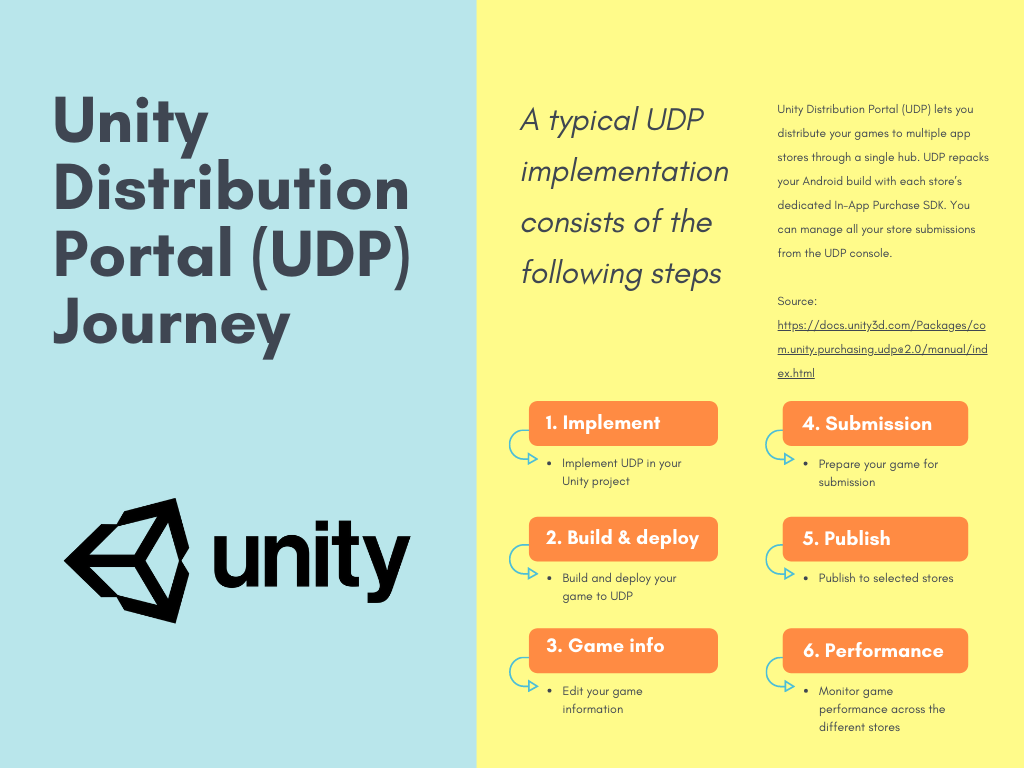 Unity
Distribution
Portal (UDP)
Journey
unity
A typical UDP
implementation
consists of the
following steps
Unity Distribution Portal (UDP) lets you
distribute your games to multiple app
stores through a single hub. UDP repacks
your Android build with each store's
dedicated In-App Purchase SDK. You
can manage all your store submissions
from the UDP console.
Source:
https://docs.unity3d.com/Packages/co
m.unity.purchasing.udp@2.0/manual/ind
ex.html
1. Implement
• Implement UDP in your
Unity project
2. Build & deploy
• Build and deploy your
game to UDP
3. Game info
• Edit your game
information
4. Submission
• Prepare your game for
submission
5. Publish
• Publish to selected stores
6. Performance
• Monitor game
performance across the
different stores